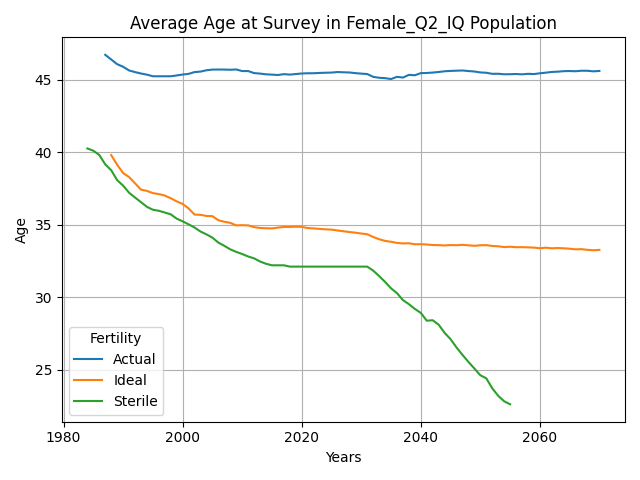 Average Age at Survey in Female_Q2_IQ Population
Age
45
40
35
30
25
Fertility
Actual
Ideal
Sterile
1980
2000
2020
2040
2060
Years